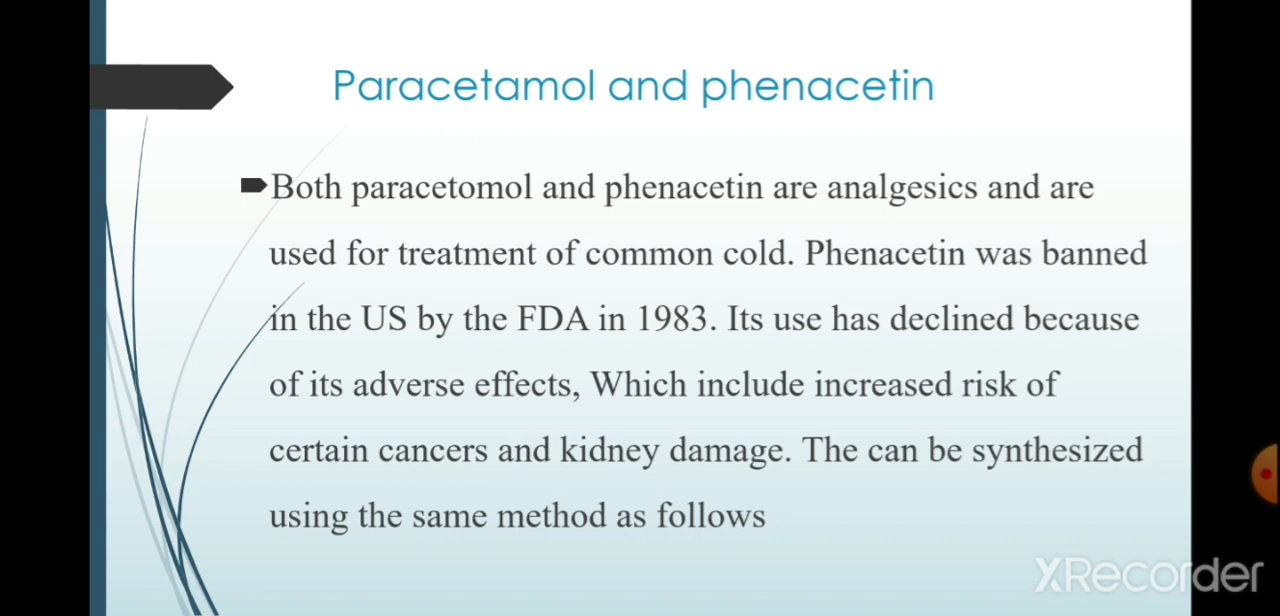 Paracetamol and phenacetin
Both paracetomol and phenacetin are analgesics and are
used for treatment of common cold. Phenacetin was banned
in the US by the FDA in 1983. Its use has declined because
of its adverse effects, Which include increased risk of
certain cancers and kidney damage. The can be synthesized
using the same method as follows
XRecorder